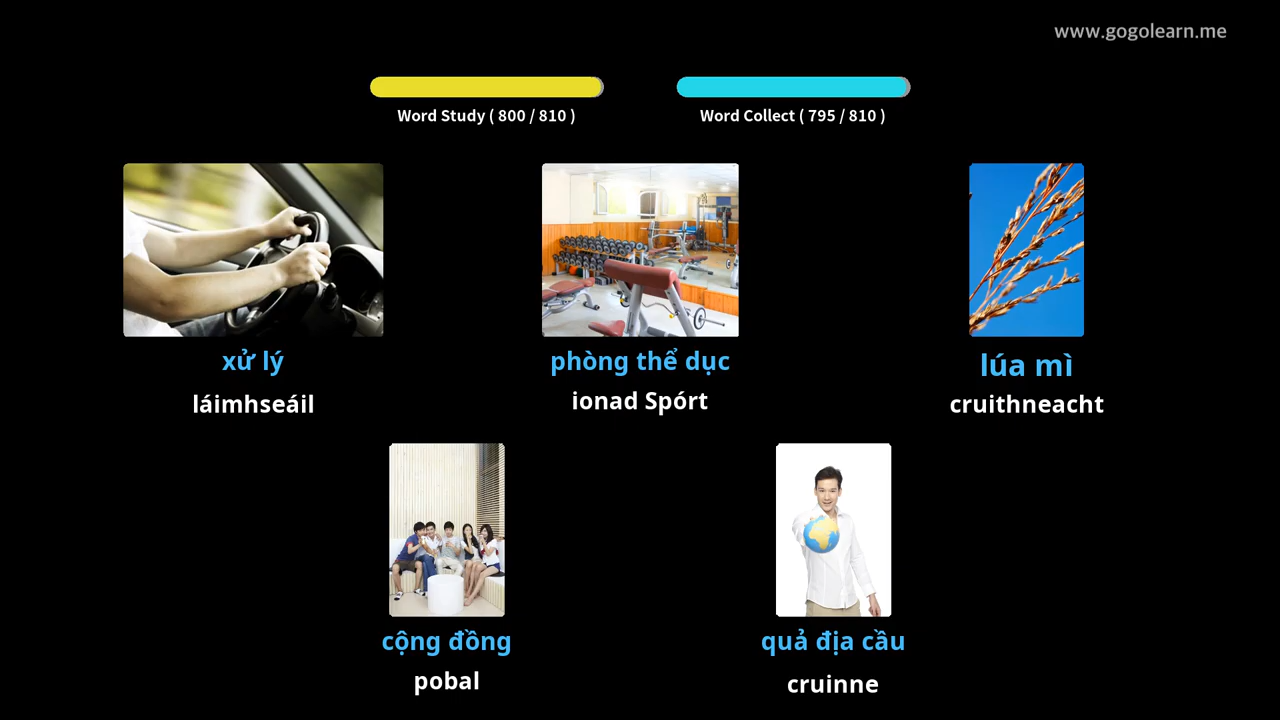 www.gogolearn.me
Word Study ( 800 / 810 )
Word Collect ( 795 / 810 )
xử lý
láimhseáil
phòng thể dục
ionad Spórt
lúa mì
cruithneacht
cộng đồng
pobal
quả địa cầu
cruinne